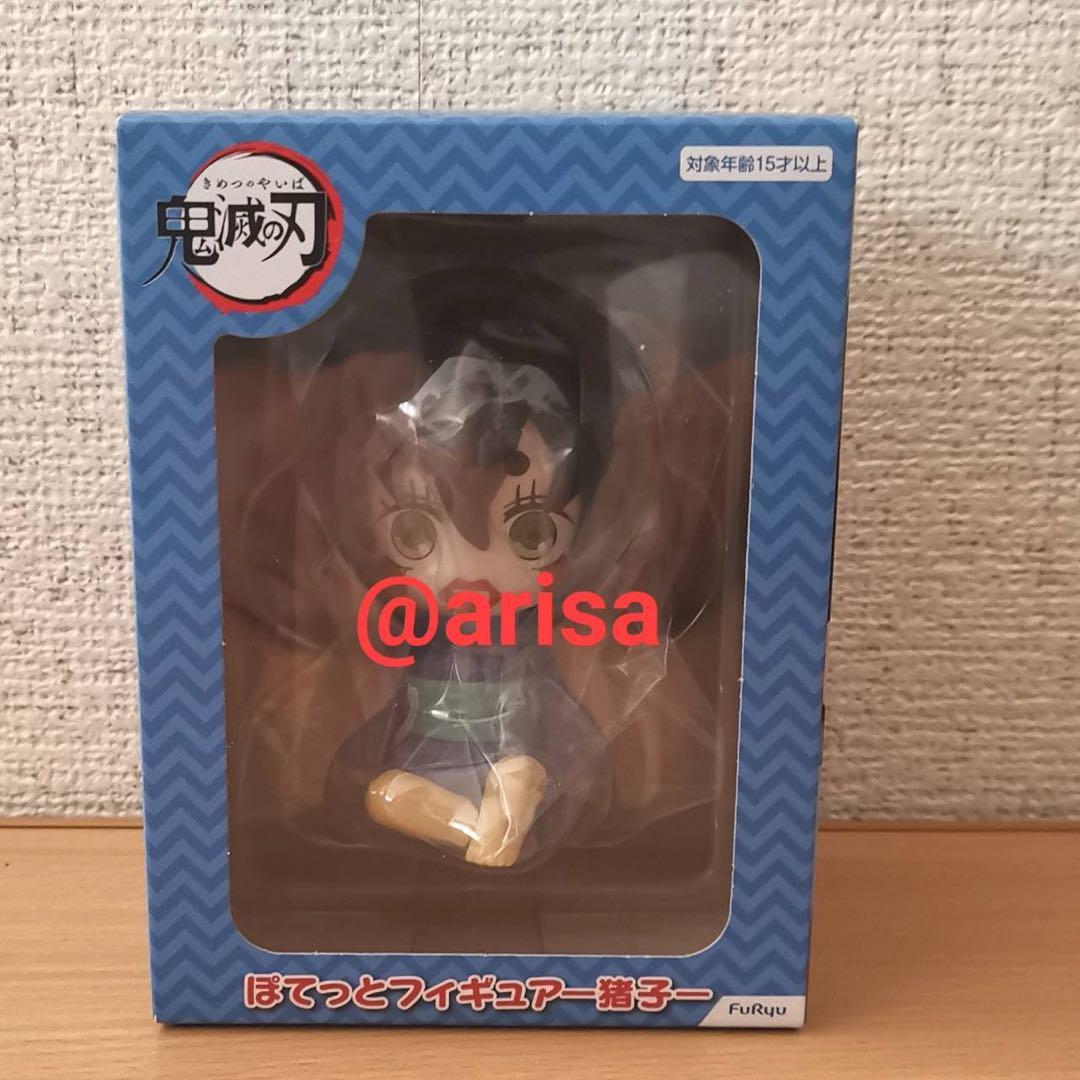 対象年齢15才以上
きめつのやいば
鬼滅の刃
@arisa
ぽてっとフィギュアー猪子ー
FuRyu